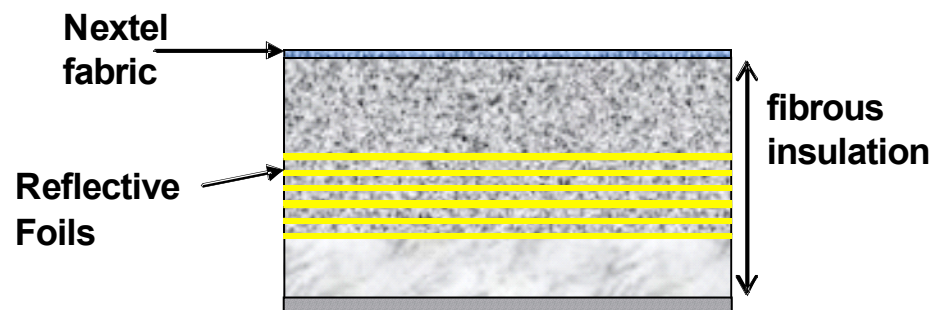 Nextel
fabric
fibrous
insulation
Reflective
Foils